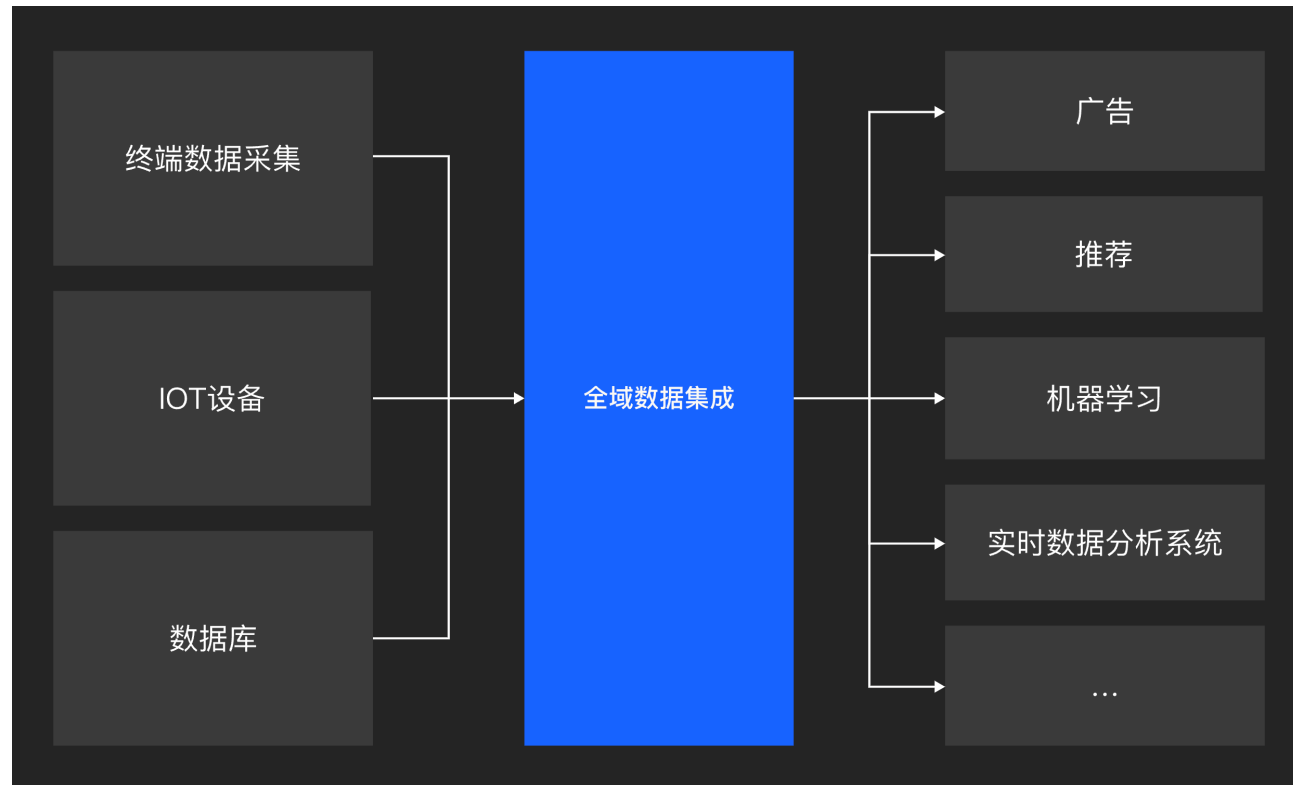 终端数据采集
IOT设备
数据库
全域数据集成
广告
推荐
机器学习
实时数据分析系统
...